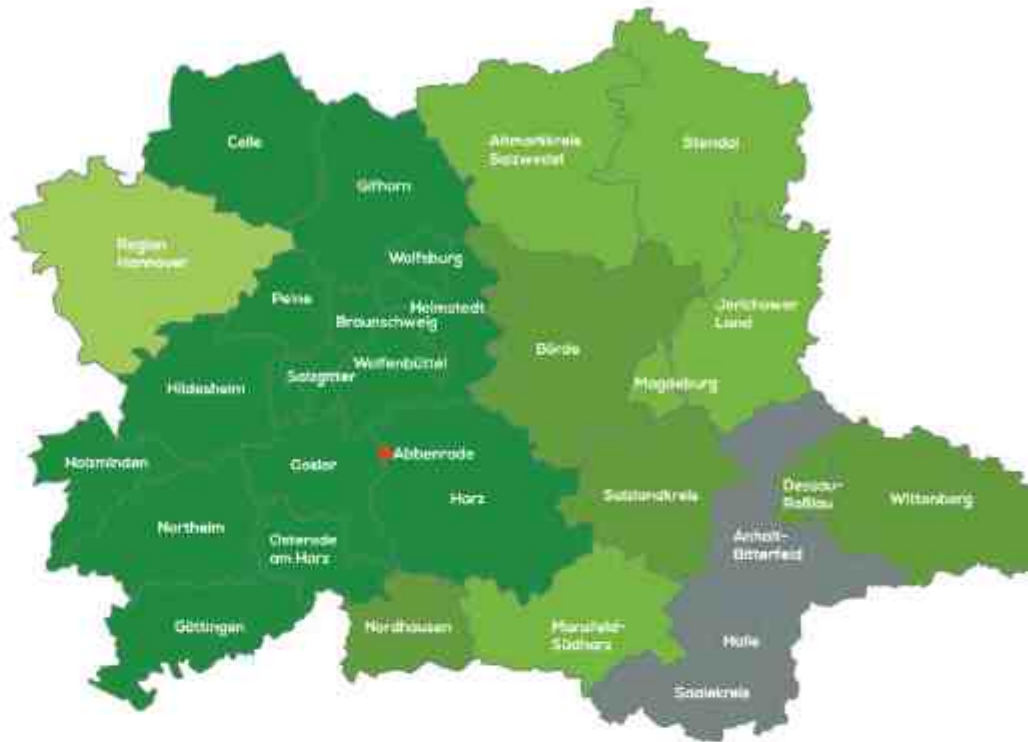 Celle
Altmarkkreis
Salzwedel
Stendal
Gifhorn
Region
Hannover
Wolfsburg
Peine
Helmstedt
Braunschweig
Jerichower
Land
Börde
Wolfenbüttel
Salzgitter
Hildesheim
Magdeburg
Holzminden
Abbenrode
Goslar
Harz
Salzlandkreis
Dessau-
Roßlau
Wittenberg
Northeim
Osterode
am Harz
Anhalt-
Bitterfeld
Göttingen
Nordhausen
Mansfeld-
Südharz
Halle
Saalekreis